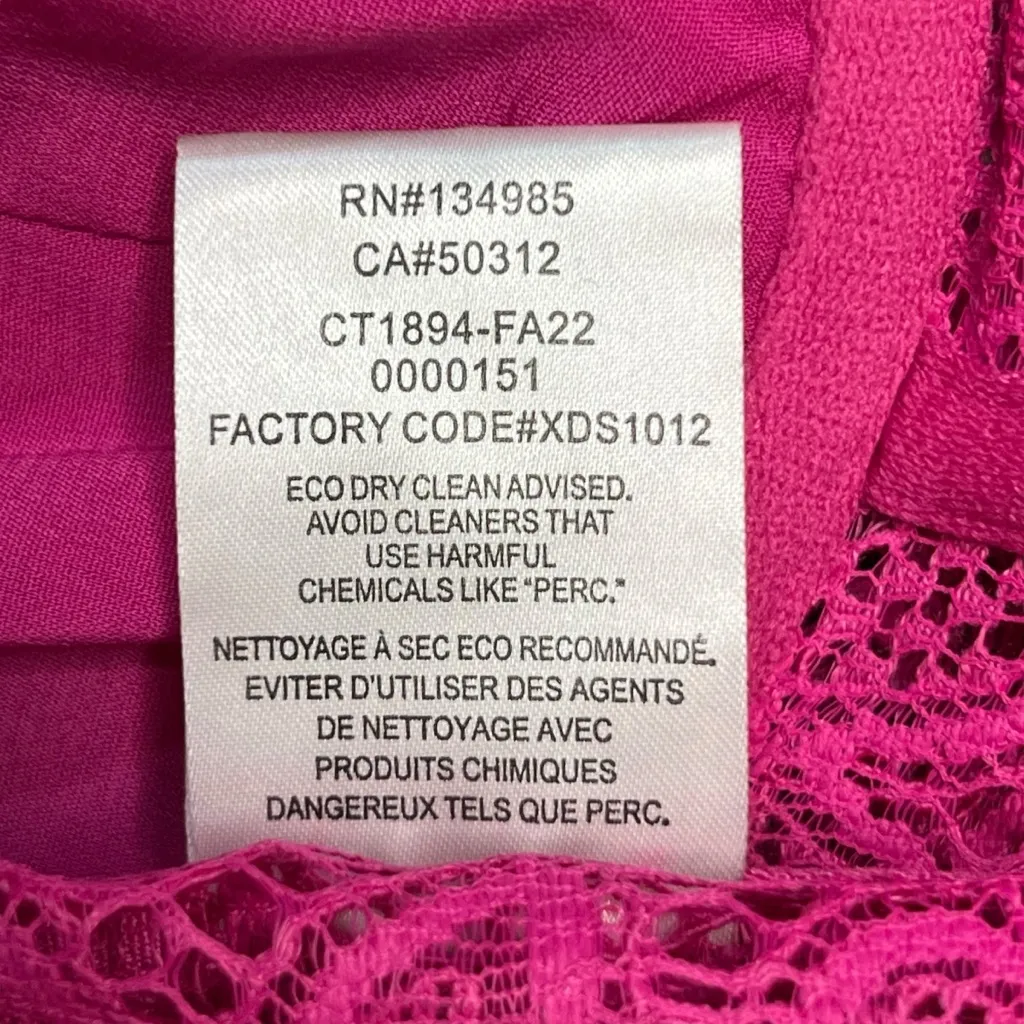 RN#134985
CA#50312
CT1894-FA22
0000151
FACTORY CODE#XDS1012
ECO DRY CLEAN ADVISED.
AVOID CLEANERS THAT
USE HARMFUL
CHEMICALS LIKE "PERC."
NETTOYAGE À SEC ECO RECOMMANDÉ.
EVITER D'UTILISER DES AGENTS
DE NETTOYAGE AVEC
PRODUITS CHIMIQUES
DANGEREUX TELS QUE PERC.